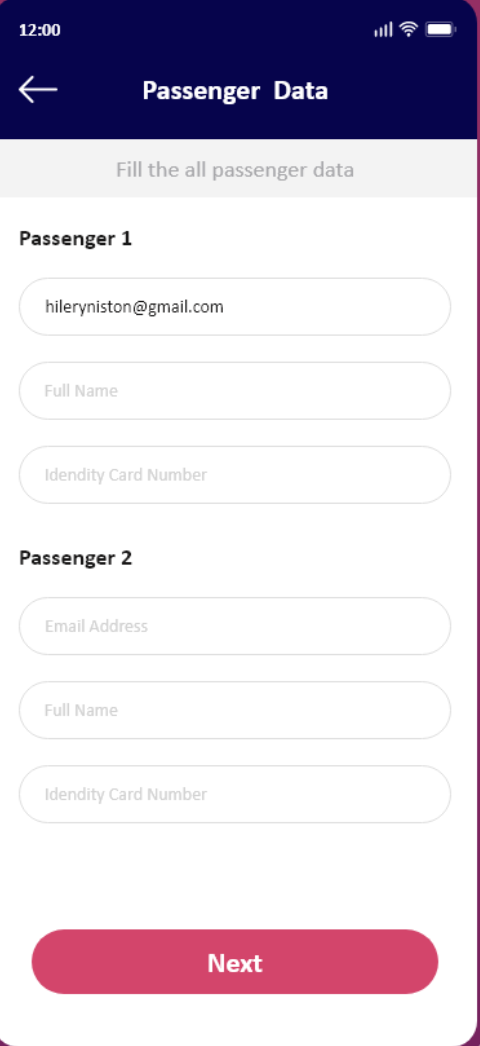 12:00
Passenger Data
Fill the all passenger data
Passenger 1
hileryniston@gmail.com
Full Name
Idendity Card Number
Passenger 2
Email Address
Full Name
Idendity Card Number
Next